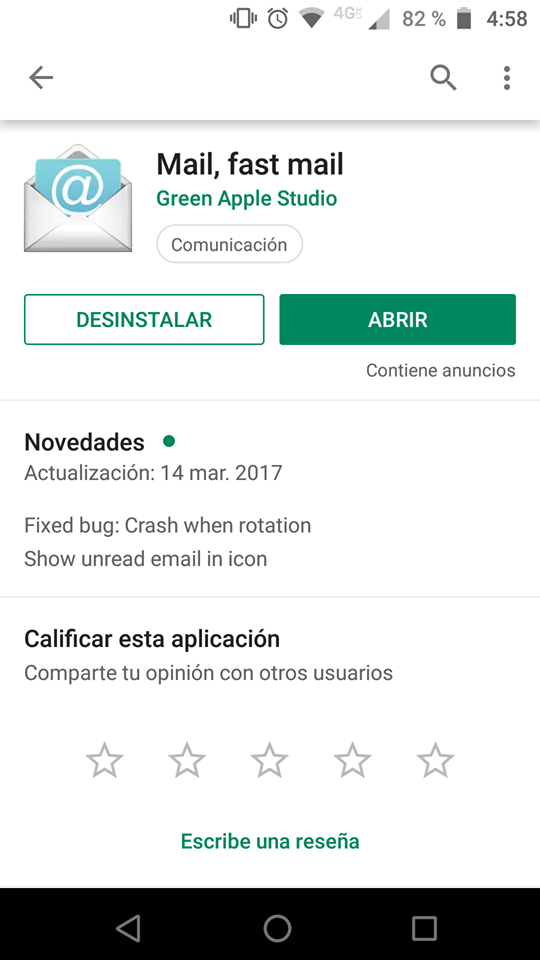 4G LTE 82 % 4:58
Mail, fast mail
Green Apple Studio
Comunicación
DESINSTALAR ABRIR
Contiene anuncios
Novedades
Actualización: 14 mar. 2017
Fixed bug: Crash when rotation
Show unread email in icon
Calificar esta aplicación
Comparte tu opinión con otros usuarios
Escribe una reseña